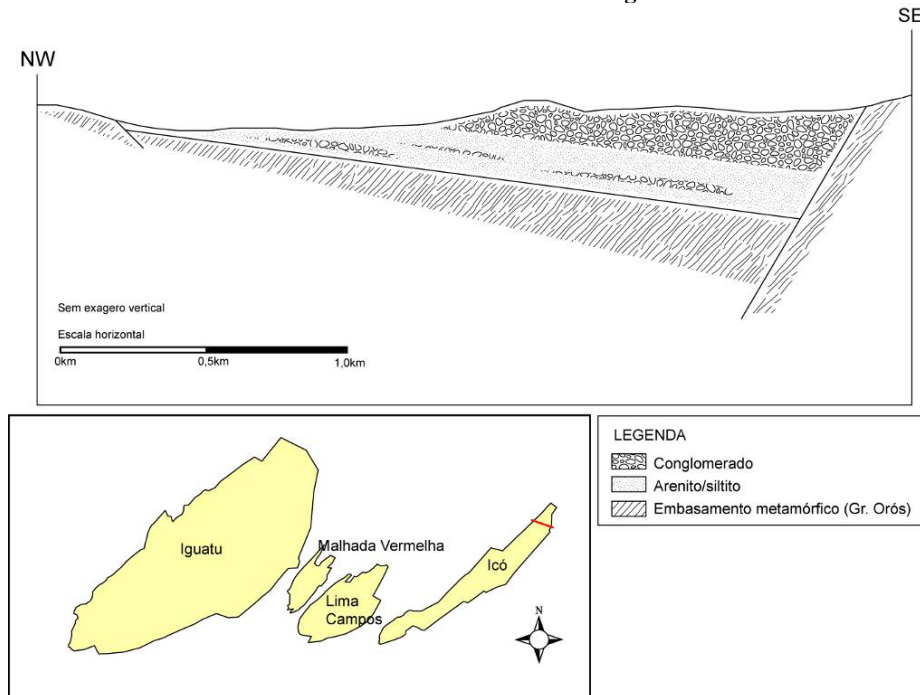 SE
NW
Sem exagero vertical
Escala horizontal
0km 0,5km 1,0km
LEGENDA
Conglomerado
Arenito/siltito
Embasamento metamórfico (Gr. Orós)
Iguatu
Malhada Vermelha
Lima
Campos
Icó
N